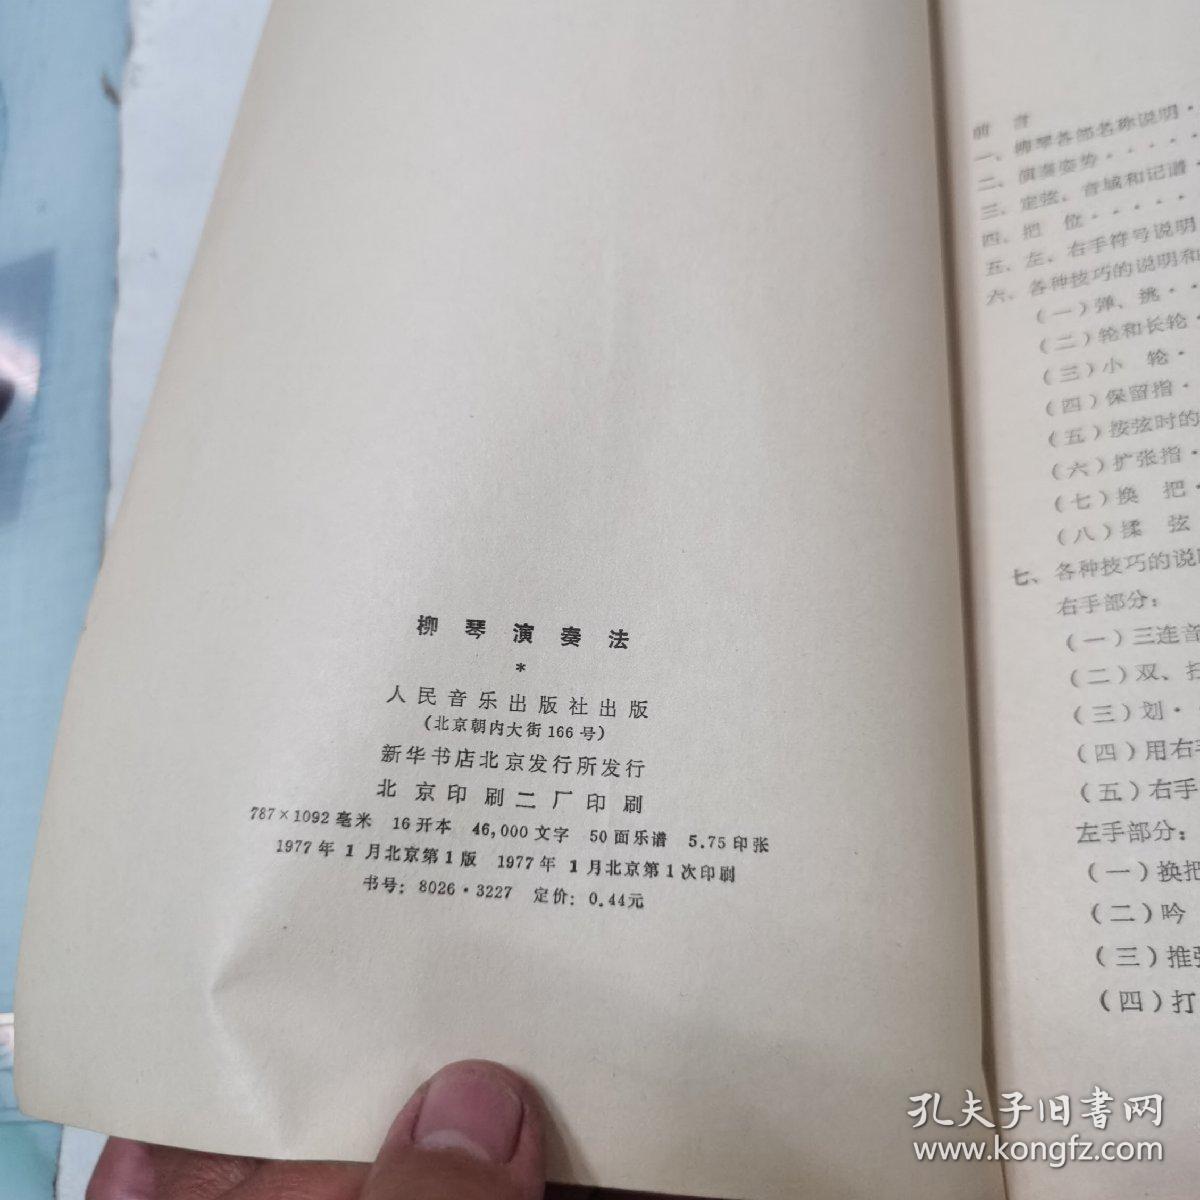 柳琴演奏法
*
人民音乐出版社出版
(北京朝内大街166号)
新华书店北京发行所发行
北京印刷二厂印刷
787×1092毫米 16开本 46,000文字 50面乐谱 5.75印张
1977年1月北京第1版 1977年1月北京第1次印刷
书号：8026·3227 定价：0.44元
前 言
一、柳琴各部名称说明··
二、演奏姿势·····
三、定弦、音域和记谱·
四、把 位·····
五、左、右手符号说明
六、各种技巧的说明和
(一)弹、挑··
(二)轮和长轮·
(三)小 轮·
(四)保留指·
(五)按弦时的
(六)扩张指·
(七)换 把·
(八)揉 弦
七、各种技巧的说
右手部分：
(一)三连音
(二)双、扫
(三)划·
(四)用右手
(五)右手
左手部分：
(一)换把
(二)吟
(三)推
(四)打
孔夫子旧书网
www.kongfz.com